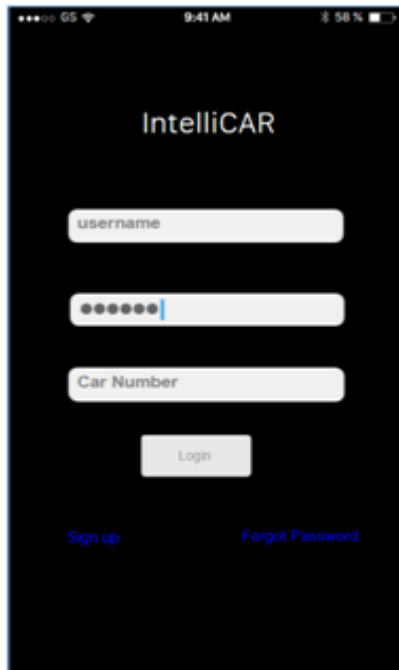 GS 9:41 AM 58 %
IntelliCAR
username
●●●●●●
Car Number
Login
Sign up Forgot Password